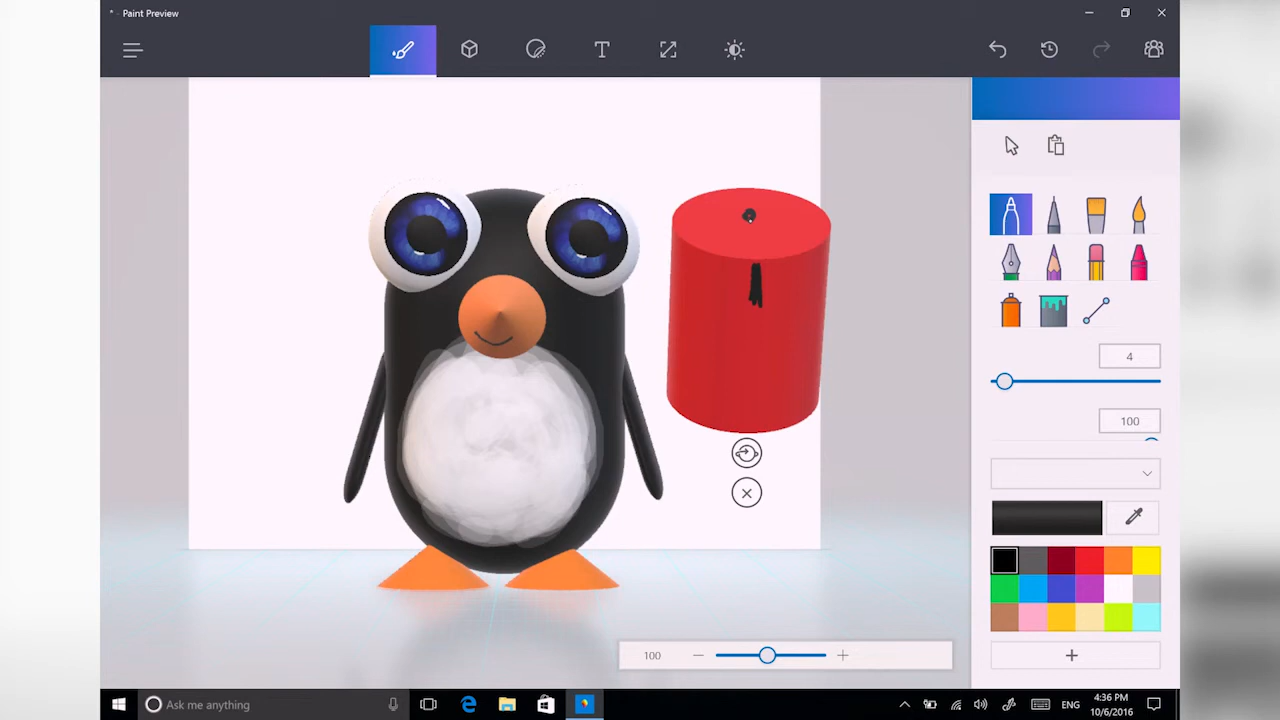 * · Paint Preview
4
100
100
Ask me anything
ENG
4:36 PM
10/6/2016